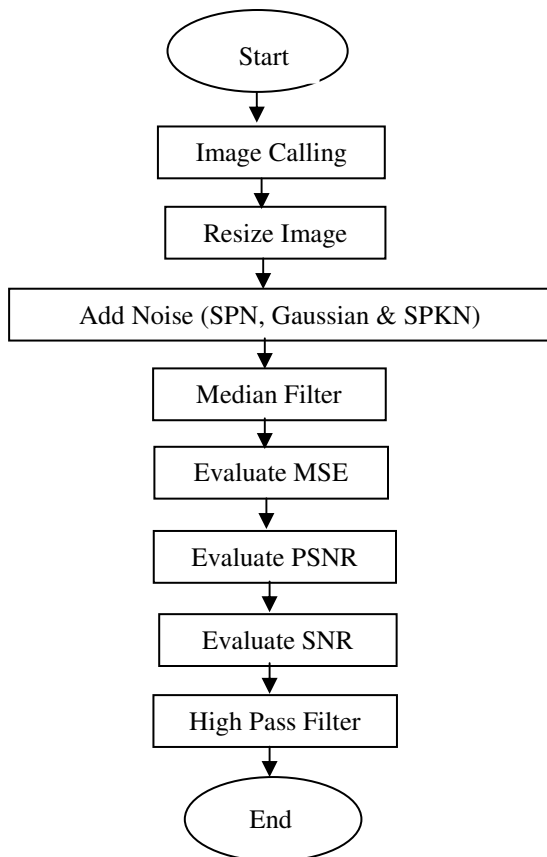 Start
Image Calling
Resize Image
Add Noise (SPN, Gaussian & SPKN)
Median Filter
Evaluate MSE
Evaluate PSNR
Evaluate SNR
High Pass Filter
End